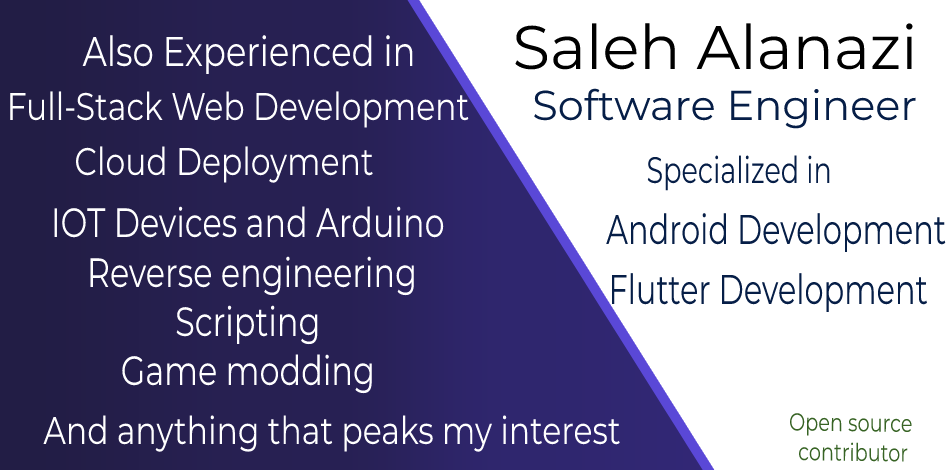 Also Experienced in
Full-Stack Web Development
Cloud Deployment
IOT Devices and Arduino
Reverse engineering
Scripting
Game modding
And anything that peaks my interest
Saleh Alanazi
Software Engineer
Specialized in
Android Development
Flutter Development
Open source
contributor